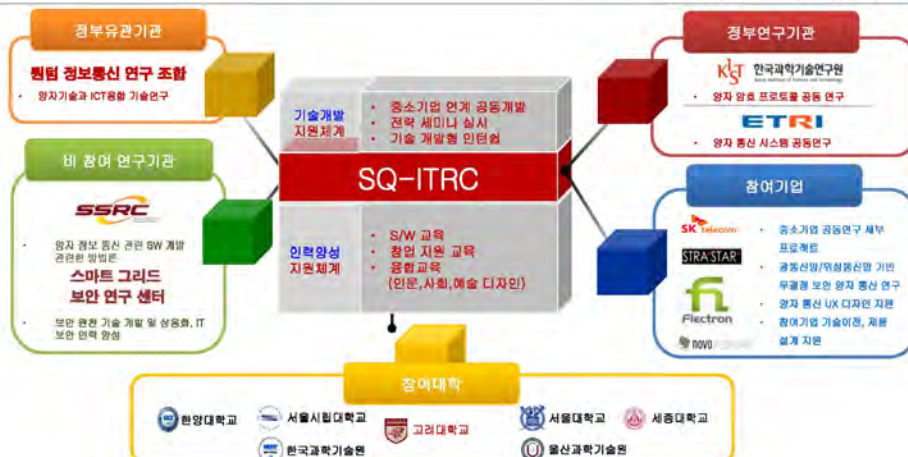 정부유관기관
퀀텀 정보통신 연구 조합
• 양자기술과 ICT융합 기술연구
비 참여 연구기관
SSRC
• 양자 정보 통신 관련 SW 개발
관련한 방법론
스마트 그리드
보안 연구 센터
• 보안 원천 기술 개발 및 상용화, IT
보안 인력 양성
기술개발
지원체계
• 중소기업 연계 공동개발
• 전략 세미나 실시
• 기술 개발형 인턴쉽
SQ-ITRC
인력양성
지원체계
• S/W 교육
• 창업 지원 교육
• 융합교육
(인문,사회,예술 디자인)
정부연구기관
KIST 한국과학기술연구원
• 양자 암호 프로토콜 공동 연구
ETRI
• 양자 통신 시스템 공동연구
참여기업
SK telecom
STRA STAR
Flectron
novo
• 중소기업 공동연구 세부
프로젝트
• 광통신망/위성통신망 기반
무결점 보안 양자 통신 연구
• 양자 통신 UX 디자인 지원
• 참여기업 기술이전, 제품
설계 지원
참여대학
한양대학교
서울시립대학교
고려대학교
서울대학교
세종대학교
한국과학기술원
울산과학기술원